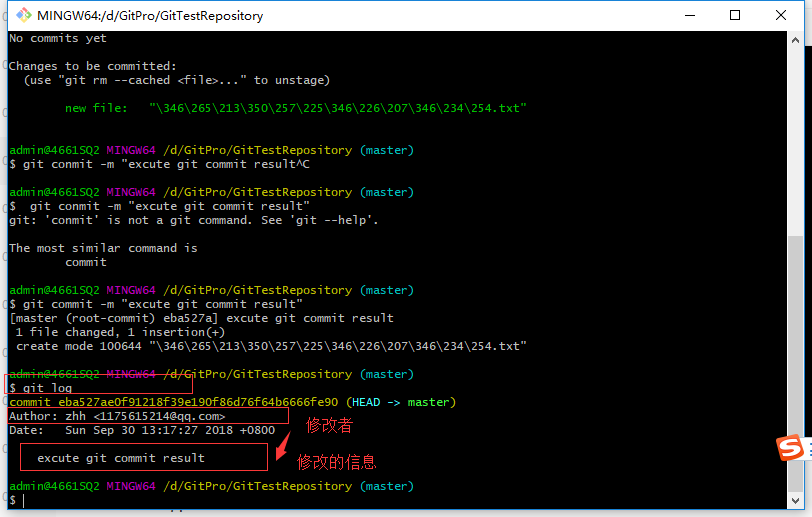 MINGW64:/d/GitPro/GitTestRepository
No commits yet
Changes to be committed:
(use "git rm --cached <file>..." to unstage)
new file: "\346\265\213\350\257\225\346\226\207\346\234\254.txt"
admin@4661SQ2 MINGW64 /d/GitPro/GitTestRepository (master)
$ git conmit -m "excute git commit result^C
admin@4661SQ2 MINGW64 /d/GitPro/GitTestRepository (master)
$ git conmit -m "excute git commit result"
git: 'conmit' is not a git command. See 'git --help'.
The most similar command is
commit
admin@4661SQ2 MINGW64 /d/GitPro/GitTestRepository (master)
$ git commit -m "excute git commit result"
[master (root-commit) eba527a] excute git commit result
1 file changed, 1 insertion(+)
create mode 100644 "\346\265\213\350\257\225\346\226\207\346\234\254.txt"
admin@4661SQ2 MINGW64 /d/GitPro/GitTestRepository (master)
$ git log
commit eba527ae0f91218f39e190f86d76f64b6666fe90 (HEAD -> master)
Author: zhh <1175615214@qq.com>
修改者
Date: Sun Sep 30 13:17:27 2018 +0800
excute git commit result
修改的信息
admin@4661SQ2 MINGW64 /d/GitPro/GitTestRepository (master)
$